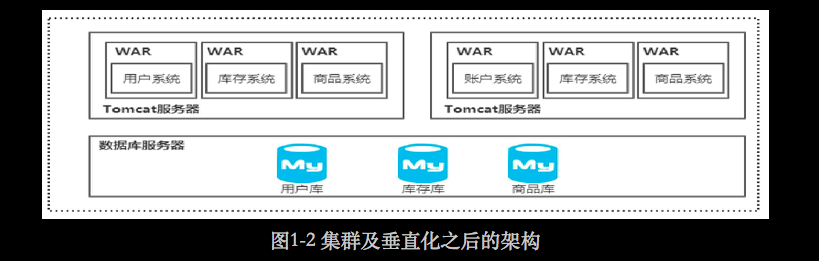 WAR WAR WAR WAR WAR WAR
用户系统 库存系统 商品系统 账户系统 库存系统 商品系统
Tomcat服务器 Tomcat服务器
数据库服务器
My My My
用户库 库存库 商品库
图1-2 集群及垂直化之后的架构